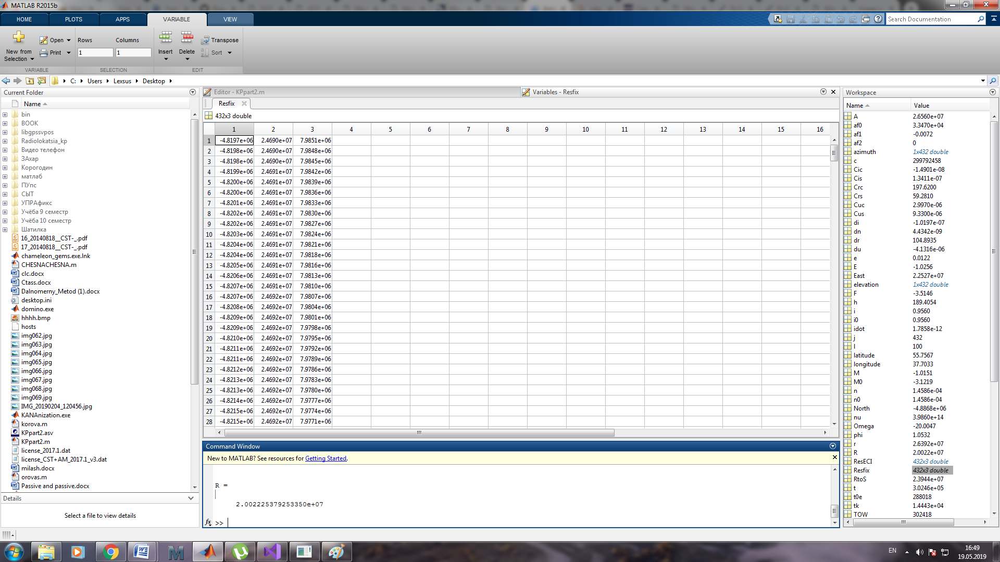 MATLAB R2015b
HOME PLOTS APPS VARIABLE VIEW
Search Documentation
New from Selection
Open
Print
Rows Columns
1 1
Insert Delete
Transpose
Sort
VARIABLE SELECTION EDIT
C: Users Lexsus Desktop
Current Folder
Name
bin
BOOK
libgpssvpos
Radiolokatsia_kp
Видео телефон
ЗАхар
Корогодин
матлаб
ПУпс
СЫТ
УПРАфикс
Учёба 9 семестр
Учёба 10 семестр
Шатилка
16_20140818__CST-_.pdf
17_20140818__CST-_.pdf
chameleon_gems.exe.lnk
CHESNACHESNA.m
clc.docx
Ctass.docx
Dalnomerny_Metod (1).docx
desktop.ini
domino.exe
hhhh.bmp
hosts
img062.jpg
img063.jpg
img064.jpg
img065.jpg
img066.jpg
img067.jpg
img068.jpg
img069.jpg
IMG_20190204_120456.jpg
KANAnization.exe
korova.m
KPpart2.asv
KPpart2.m
license_2017.1.dat
license_CST+AM_2017.1_v3.dat
milash.docx
orovas.m
Passive and passive.docx
Details
Select a file to view details
Editor - KPpart2.m
Variables - Resfix
Resfix
432x3 double
1 2 3 4 5 6 7 8 9 10 11 12 13 14 15 16
1 -4.8197e+06 2.4690e+07 7.9851e+06
2 -4.8198e+06 2.4690e+07 7.9848e+06
3 -4.8198e+06 2.4690e+07 7.9845e+06
4 -4.8199e+06 2.4691e+07 7.9842e+06
5 -4.8200e+06 2.4691e+07 7.9839e+06
6 -4.8200e+06 2.4691e+07 7.9836e+06
7 -4.8201e+06 2.4691e+07 7.9833e+06
8 -4.8202e+06 2.4691e+07 7.9830e+06
9 -4.8202e+06 2.4691e+07 7.9827e+06
10 -4.8203e+06 2.4691e+07 7.9824e+06
11 -4.8204e+06 2.4691e+07 7.9821e+06
12 -4.8204e+06 2.4691e+07 7.9818e+06
13 -4.8205e+06 2.4691e+07 7.9816e+06
14 -4.8206e+06 2.4691e+07 7.9813e+06
15 -4.8207e+06 2.4691e+07 7.9810e+06
16 -4.8207e+06 2.4692e+07 7.9807e+06
17 -4.8208e+06 2.4692e+07 7.9804e+06
18 -4.8209e+06 2.4692e+07 7.9801e+06
19 -4.8209e+06 2.4692e+07 7.9798e+06
20 -4.8210e+06 2.4692e+07 7.9795e+06
21 -4.8211e+06 2.4692e+07 7.9792e+06
22 -4.8211e+06 2.4692e+07 7.9789e+06
23 -4.8212e+06 2.4692e+07 7.9786e+06
24 -4.8213e+06 2.4692e+07 7.9783e+06
25 -4.8213e+06 2.4692e+07 7.9780e+06
26 -4.8214e+06 2.4692e+07 7.9777e+06
27 -4.8215e+06 2.4692e+07 7.9774e+06
28 -4.8215e+06 2.4692e+07 7.9771e+06
Command Window
New to MATLAB? See resources for Getting Started.
R =
2.002225379253350e+07
fx >>
Workspace
Name Value
A 2.6560e+07
af0 3.3470e+04
af1 -0.0072
af2 0
azimuth 1x432 double
c 299792458
Cic -1.4901e-08
Cis 1.3411e-07
Crc 197.6200
Crs 59.2810
Cuc 2.9970e-06
Cus 9.3300e-06
di -1.0197e-07
dn 4.4342e-09
dr 104.8935
du -4.1316e-06
e 0.0122
E -1.0256
East 2.2527e+07
elevation 1x432 double
F -3.5146
h 189.4054
i 0.9560
i0 0.9560
idot 1.7858e-12
j 432
l 100
latitude 55.7567
longitude 37.7033
M -1.0151
M0 -3.1219
n 1.4586e-04
n0 1.4586e-04
North -4.8868e+06
nu 3.9860e+14
Omega -20.0047
phi 1.0532
r 2.6392e+07
R 2.0022e+07
ResECI 432x3 double
Resfix 432x3 double
RtoS 2.3944e+07
t 3.0246e+05
t0e 288018
tk 1.4443e+04
TOW 302418
EN
16:49
19.05.2019